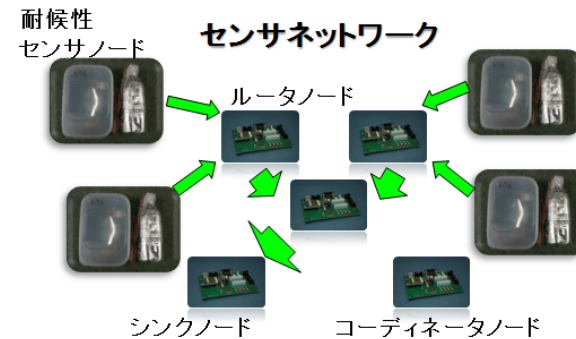 耐候性
センサノード
センサネットワーク
ルータノード
シンクノード
コーディネータノード